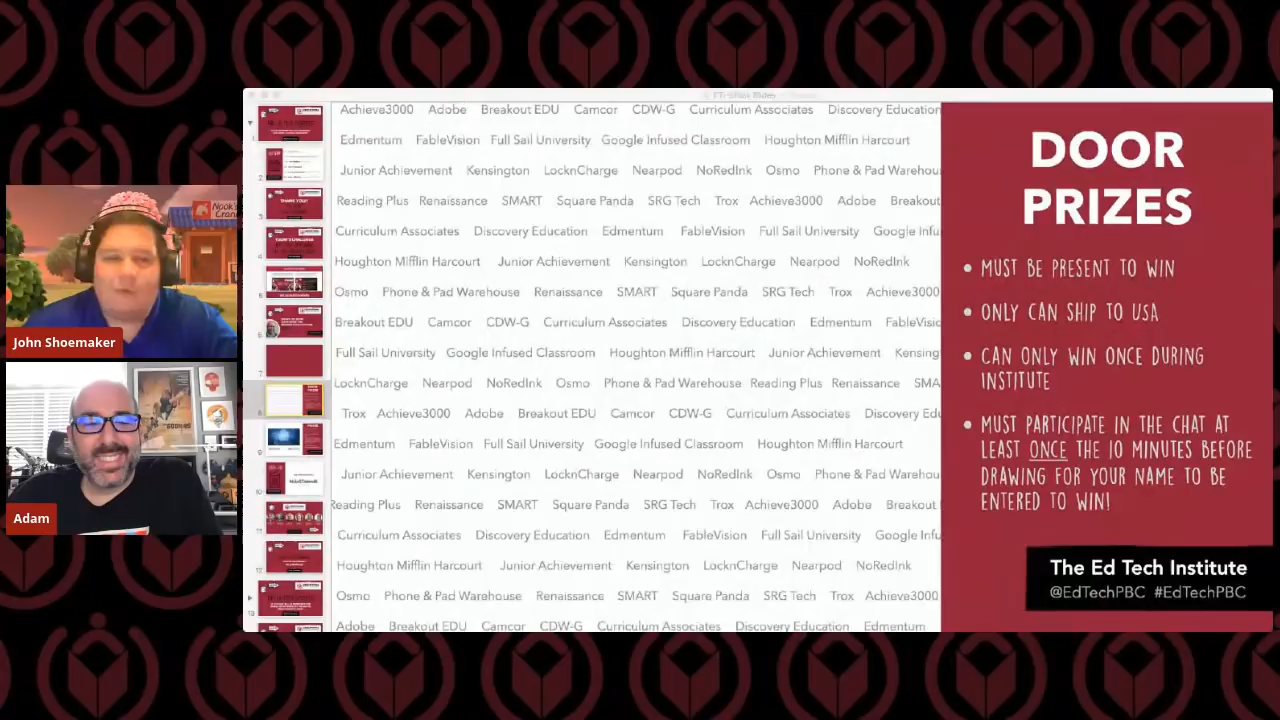 Achieve3000 Adobe Breakout EDU Camcor CDW-G Curriculum Associates Discovery Education
Edmentum FableVision Full Sail University Google Infused Classroom Houghton Mifflin Harcourt
Junior Achievement Kensington LocknCharge Nearpod Osmo Phone & Pad Warehou
Reading Plus Renaissance SMART Square Panda SRG Tech Trox Achieve3000 Adobe Breakout
Curriculum Associates Discovery Education Edmentum FableVision Full Sail University Google Infu
Houghton Mifflin Harcourt Junior Achievement Kensington LocknCharge Nearpod NoRedInk
Osmo Phone & Pad Warehouse Renaissance SMART Square SRG Tech Trox Achieve3000
CDW-G Curriculum Associates Discovery Education Edmentum FableVisio
Full Sail University Google Infused Classroom Houghton Mifflin Harcourt Junior Achievement Kensing
LocknCharge Nearpod NoRedInk Osmo Phone & Pad Warehouse Reading Plus Renaissance SMA
Trox Achieve3000 Adobe Breakout EDU Camcor CDW-G Curriculum Associates Discovery Edu
Edmentum FableVision Full Sail University Google Infused Classroom Houghton Mifflin Harcourt
Junior Achievement Kensington LocknCharge Nearpod NoRedInk Osmo Phone & Pad Warehou
Reading Plus Renaissance SMART Square Panda SRG Tech Trox Achieve3000 Adobe Breakout
Curriculum Associates Discovery Education Edmentum FableVision Full Sail University Google Inf
Houghton Mifflin Harcourt Junior Achievement Kensington LocknCharge Nearpod NoRedInk
Osmo Phone & Pad Warehouse Renaissance SMART Square Panda SRG Tech Trox Achieve3000
Adobe Breakout EDU Camcor CDW-G Curriculum Associates Discovery Education Edmentum
DOOR
PRIZES
• MUST BE PRESENT TO WIN
• ONLY CAN SHIP TO USA
• CAN ONLY WIN ONCE DURING
INSTITUTE
• MUST PARTICIPATE IN THE CHAT AT
LEAST ONCE THE 10 MINUTES BEFORE
DRAWING FOR YOUR NAME TO BE
ENTERED TO WIN!
The Ed Tech Institute
@EdTechPBC #EdTechPBC
Nook's
Cran
John Shoemaker
Adam
THANK YOU!